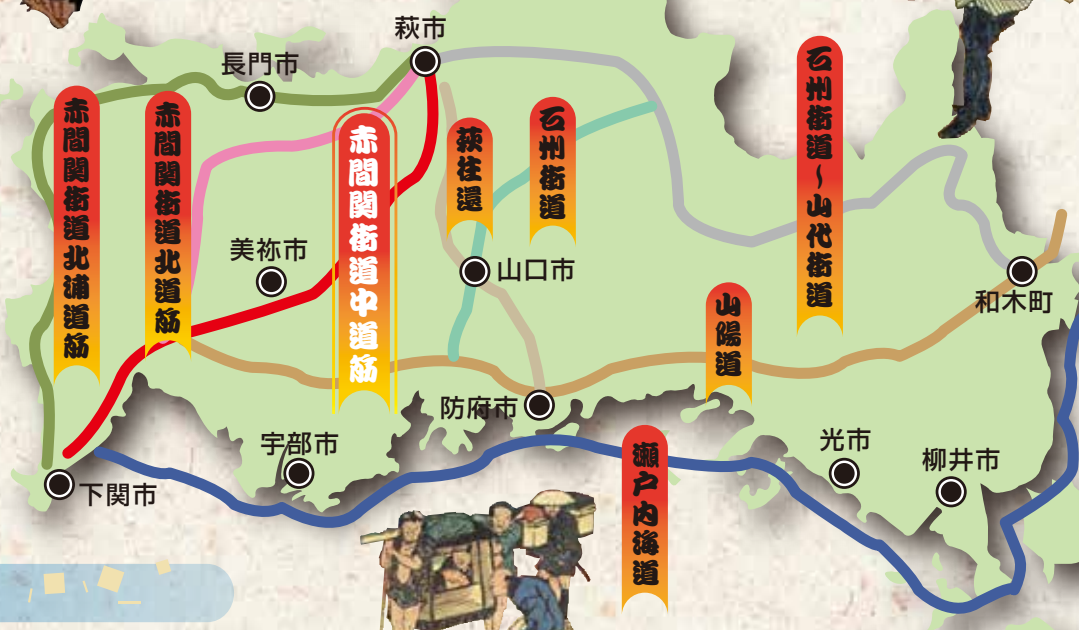 萩市
長門市
赤間関街道北浦道筋
赤間関街道北道筋
赤間関街道中道筋
萩往還
石州街道
石州街道～山代街道
美祢市
山口市
和木町
山陽道
防府市
宇部市
光市
柳井市
下関市
瀬戸内海道